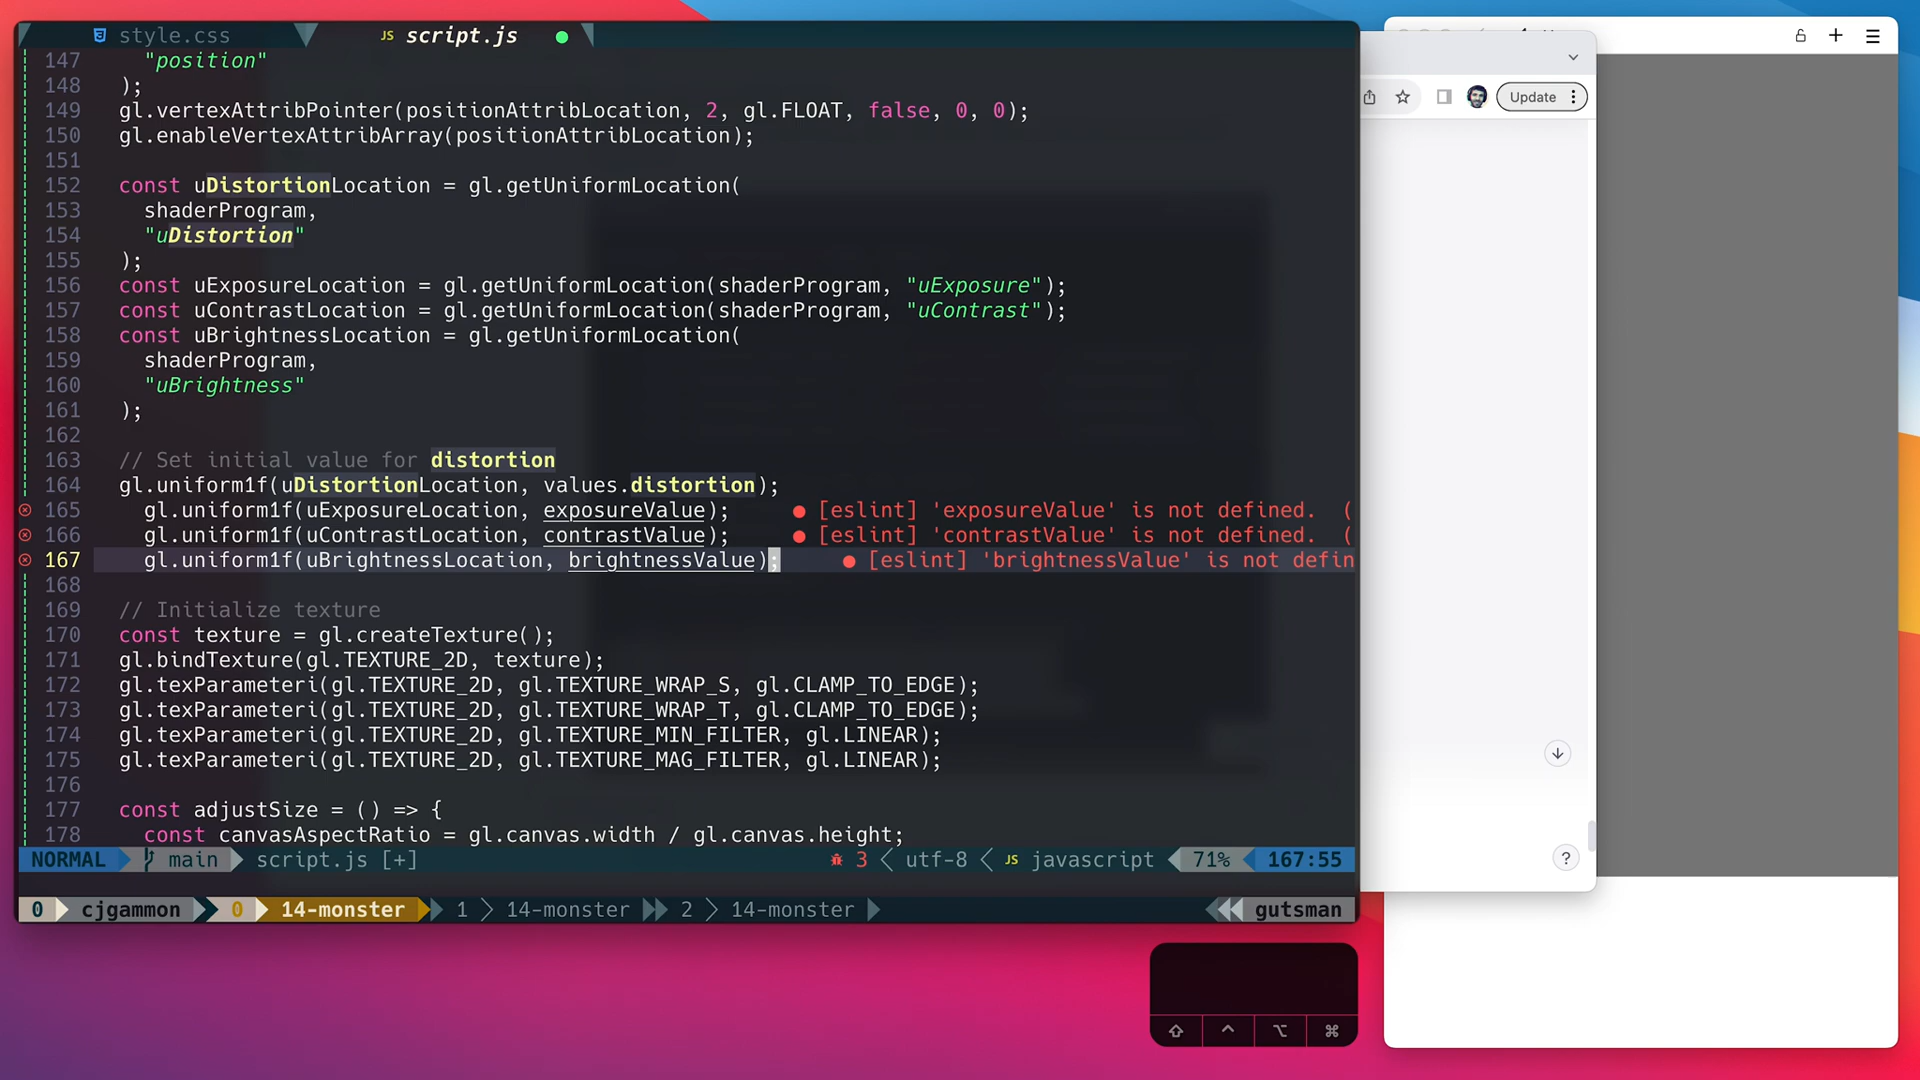 style.css
JS script.js
147 "position"
148 );
149 gl.vertexAttribPointer(positionAttribLocation, 2, gl.FLOAT, false, 0, 0);
150 gl.enableVertexAttribArray(positionAttribLocation);
151
152 const uDistortionLocation = gl.getUniformLocation(
153 shaderProgram,
154 "uDistortion"
155 );
156 const uExposureLocation = gl.getUniformLocation(shaderProgram, "uExposure");
157 const uContrastLocation = gl.getUniformLocation(shaderProgram, "uContrast");
158 const uBrightnessLocation = gl.getUniformLocation(
159 shaderProgram,
160 "uBrightness"
161 );
162
163 // Set initial value for distortion
164 gl.uniform1f(uDistortionLocation, values.distortion);
165 gl.uniform1f(uExposureLocation, exposureValue); ● [eslint] 'exposureValue' is not defined. (
166 gl.uniform1f(uContrastLocation, contrastValue); ● [eslint] 'contrastValue' is not defined. (
167 gl.uniform1f(uBrightnessLocation, brightnessValue); ● [eslint] 'brightnessValue' is not defin
168
169 // Initialize texture
170 const texture = gl.createTexture();
171 gl.bindTexture(gl.TEXTURE_2D, texture);
172 gl.texParameteri(gl.TEXTURE_2D, gl.TEXTURE_WRAP_S, gl.CLAMP_TO_EDGE);
173 gl.texParameteri(gl.TEXTURE_2D, gl.TEXTURE_WRAP_T, gl.CLAMP_TO_EDGE);
174 gl.texParameteri(gl.TEXTURE_2D, gl.TEXTURE_MIN_FILTER, gl.LINEAR);
175 gl.texParameteri(gl.TEXTURE_2D, gl.TEXTURE_MAG_FILTER, gl.LINEAR);
176
177 const adjustSize = () => {
178 const canvasAspectRatio = gl.canvas.width / gl.canvas.height;
NORMAL main script.js [+] 3 utf-8 JS javascript 71% 167:55
0 cjgammon 0 14-monster 1 14-monster 2 14-monster gutsman
Update
?